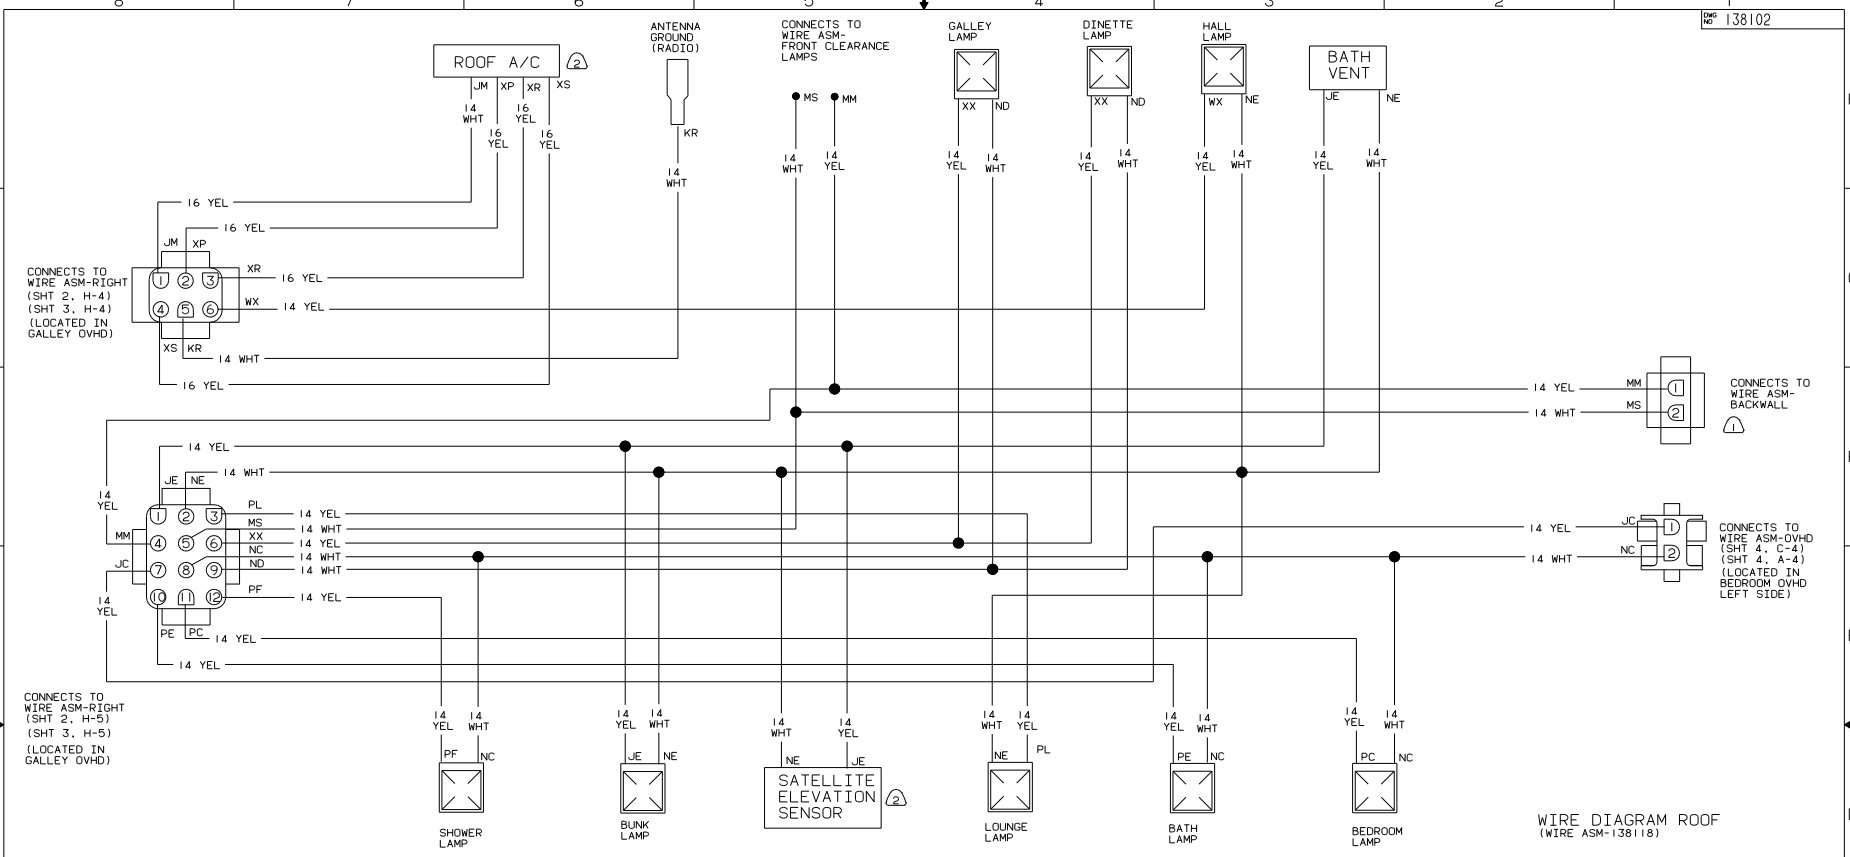 8 7 6 5 4 3 2 1
DWG NO 138102
ROOF A/C 2
JM XP XR XS
14 WHT
16 YEL
16 YEL
16 YEL
ANTENNA
GROUND
(RADIO)
KR
14 WHT
CONNECTS TO
WIRE ASM-
FRONT CLEARANCE
LAMPS
MS MM
14 WHT
14 YEL
GALLEY
LAMP
XX ND
14 YEL
14 WHT
DINETTE
LAMP
XX ND
14 YEL
14 WHT
HALL
LAMP
WX NE
14 YEL
14 WHT
BATH
VENT
JE NE
14 YEL
14 WHT
16 YEL
16 YEL
JM XP
XR
16 YEL
WX
14 YEL
1 2 3
4 5 6
XS KR
14 WHT
16 YEL
CONNECTS TO
WIRE ASM-RIGHT
(SHT 2, H-4)
(SHT 3, H-4)
(LOCATED IN
GALLEY OVHD)
14 YEL MM 1
14 WHT MS 2
CONNECTS TO
WIRE ASM-
BACKWALL
1
14 YEL
14 WHT
JE NE
14 YEL
PL 14 YEL
MS 14 WHT
XX 14 YEL
NC 14 WHT
ND 14 WHT
PF 14 YEL
1 2 3
MM 4 5 6
JC 7 8 9
10 11 12
14 YEL
PE PC
14 YEL
14 YEL
14 YEL JC 1
14 WHT NC 2
CONNECTS TO
WIRE ASM-OVHD
(SHT 4, C-4)
(SHT 4, A-4)
(LOCATED IN
BEDROOM OVHD
LEFT SIDE)
CONNECTS TO
WIRE ASM-RIGHT
(SHT 2, H-5)
(SHT 3, H-5)
(LOCATED IN
GALLEY OVHD)
14 YEL
14 WHT
PF NC
SHOWER
LAMP
14 YEL
14 WHT
JE NE
BUNK
LAMP
14 WHT
14 YEL
NE JE
SATELLITE
ELEVATION
SENSOR
2
14 WHT
14 YEL
NE PL
LOUNGE
LAMP
14 YEL
14 WHT
PE NC
BATH
LAMP
14 YEL
14 WHT
PC NC
BEDROOM
LAMP
WIRE DIAGRAM ROOF
(WIRE ASM-138118)